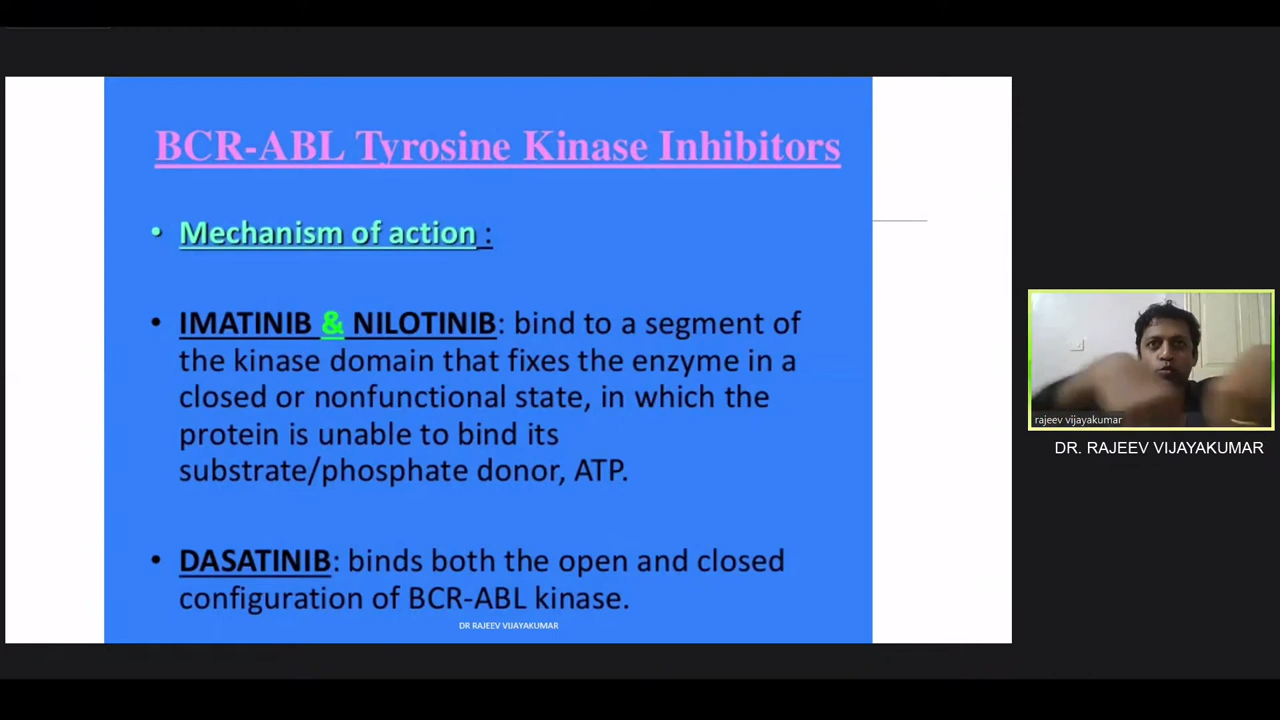 BCR-ABL Tyrosine Kinase Inhibitors
• Mechanism of action :
• IMATINIB & NILOTINIB: bind to a segment of
the kinase domain that fixes the enzyme in a
closed or nonfunctional state, in which the
protein is unable to bind its
substrate/phosphate donor, ATP.
• DASATINIB: binds both the open and closed
configuration of BCR-ABL kinase.
DR RAJEEV VIJAYAKUMAR
rajeev vijayakumar
DR. RAJEEV VIJAYAKUMAR